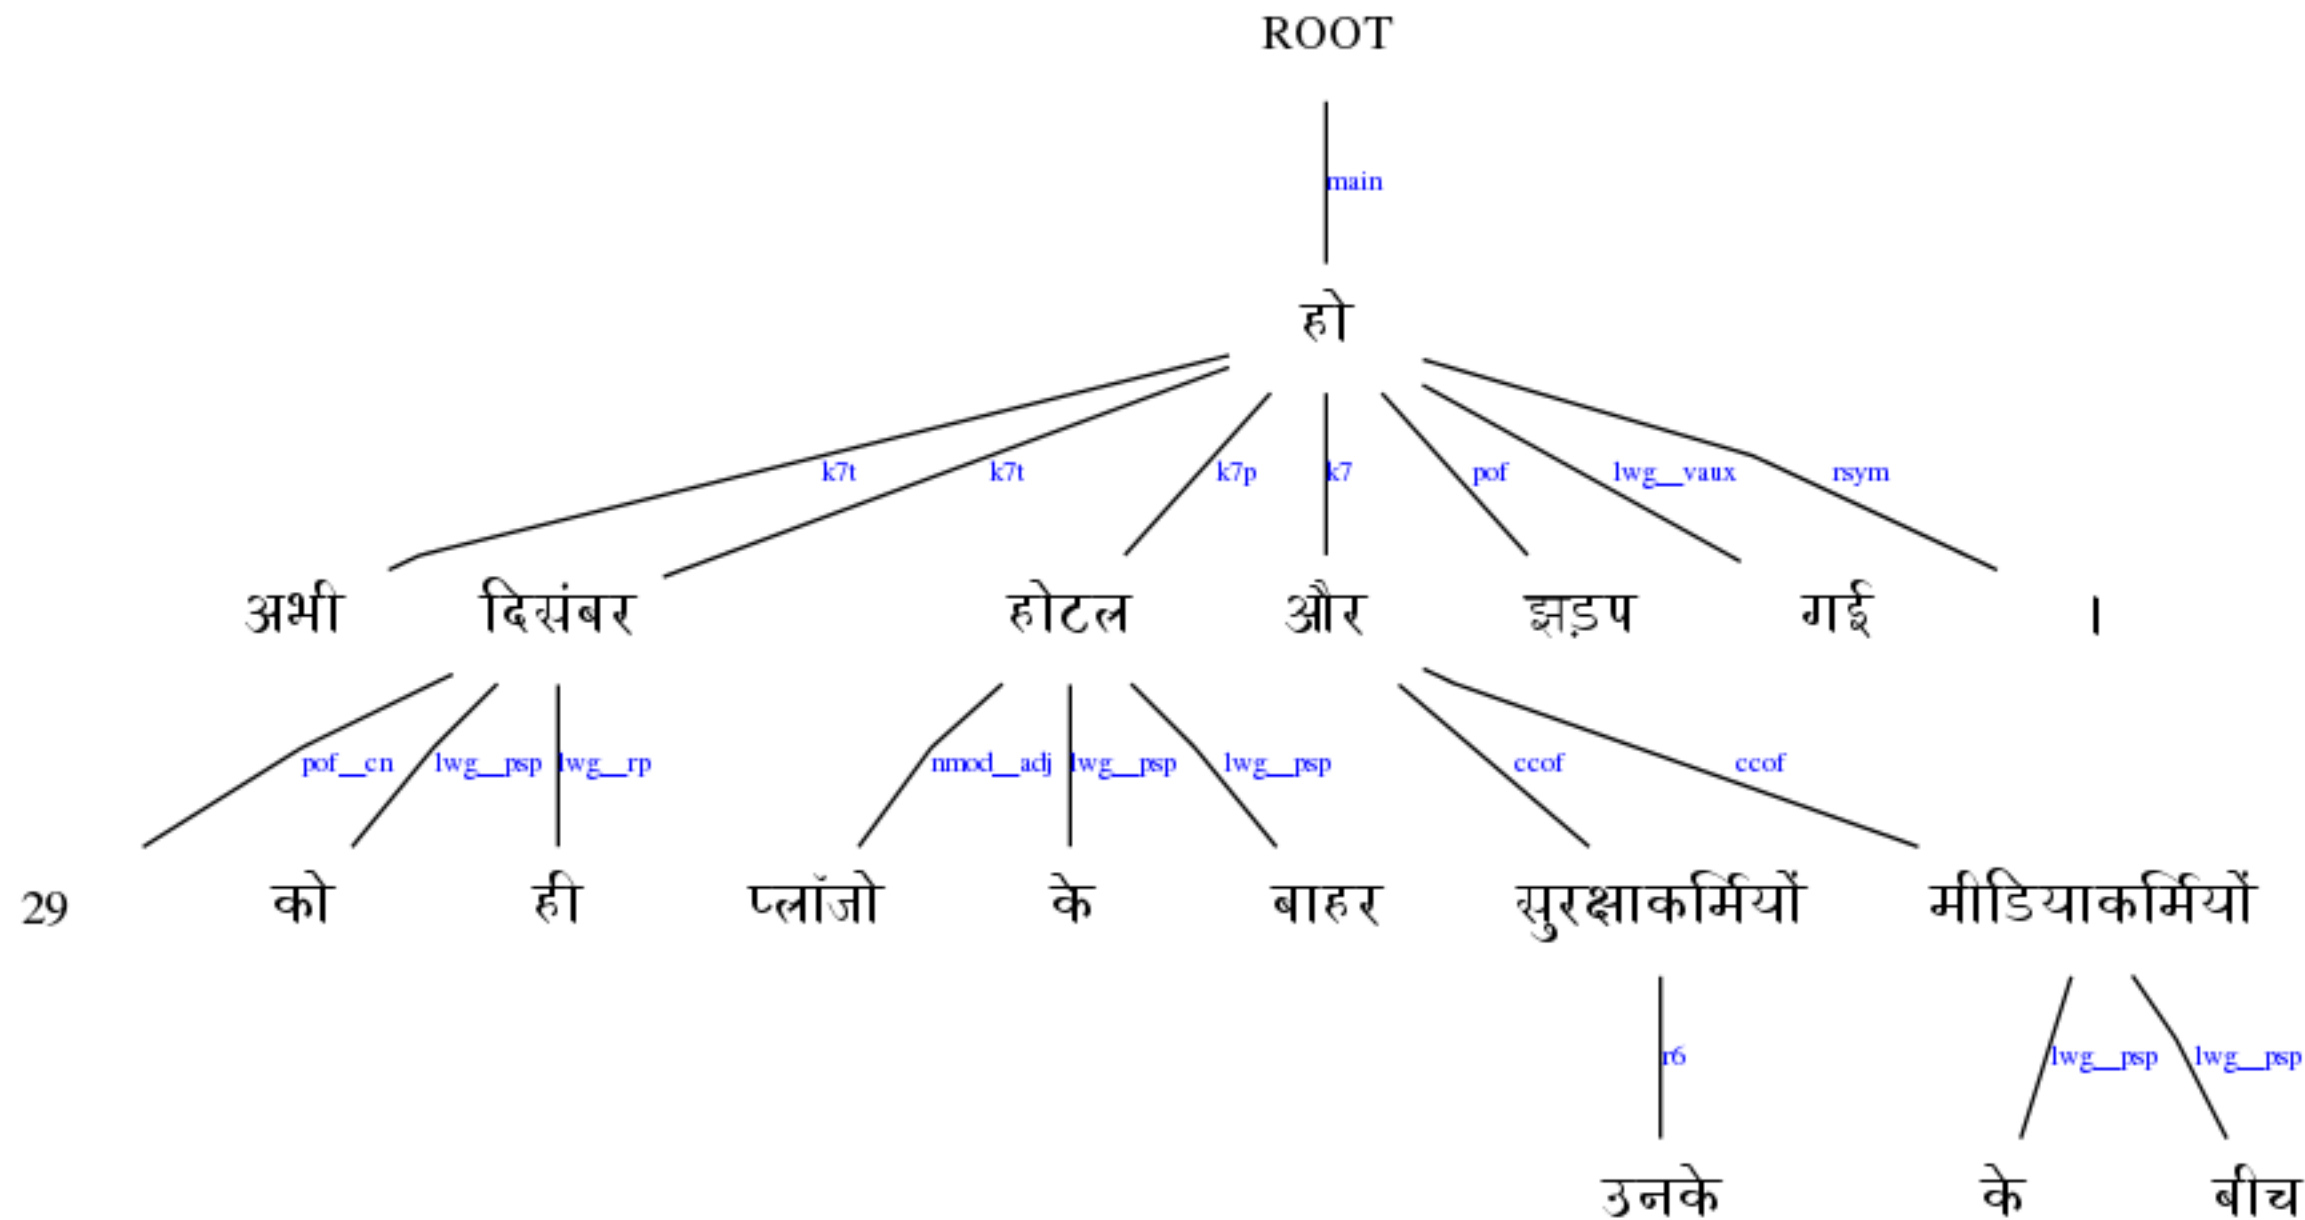 ROOT
main
हो
k7t k7t k7p k7 pof lwg__vaux rsym
अभी दिसंबर होटल और झड़प गई ।
pof__cn lwg__psp lwg__rp nmod__adj lwg__psp lwg__psp ccof ccof
29 को ही प्लॉजो के बाहर सुरक्षाकर्मियों मीडियाकर्मियों
r6 lwg__psp lwg__psp
उनके के बीच